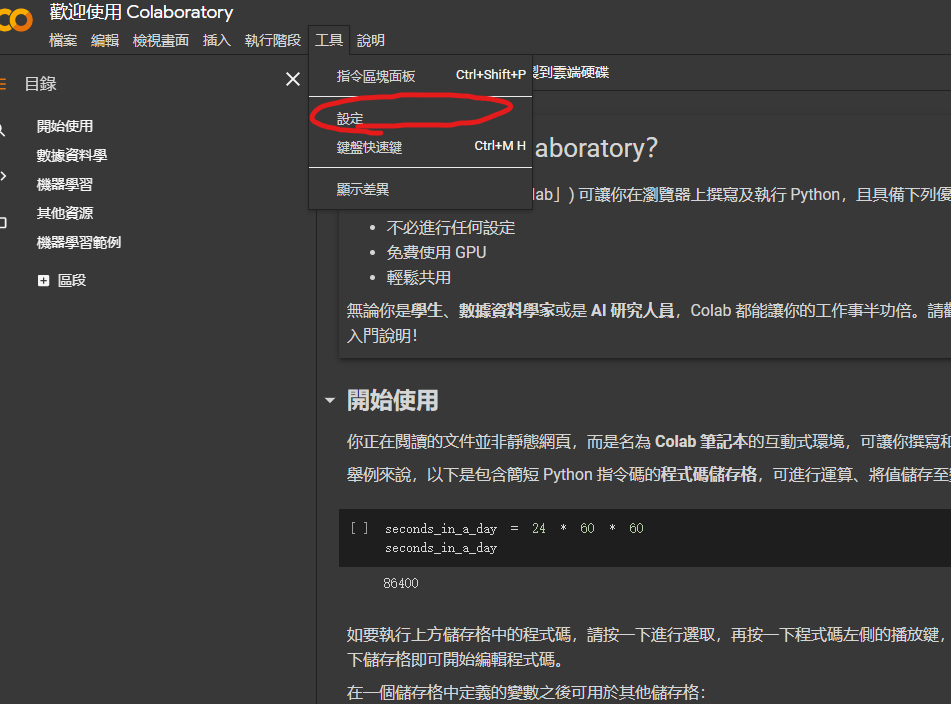 歡迎使用 Colaboratory
檔案 編輯 檢視畫面 插入 執行階段 工具 說明
目錄
開始使用
數據資料學
機器學習
其他資源
機器學習範例
區段
指令區塊面板 Ctrl+Shift+P
設定
鍵盤快速鍵 Ctrl+M H
顯示差異
製到雲端硬碟
aboratory?
lab」) 可讓你在瀏覽器上撰寫及執行 Python，且具備下列優
• 不必進行任何設定
• 免費使用 GPU
• 輕鬆共用
無論你是學生、數據資料學家或是 AI 研究人員，Colab 都能讓你的工作事半功倍。請
入門說明！
開始使用
你正在閱讀的文件並非靜態網頁，而是名為 Colab 筆記本的互動式環境，可讓你撰寫和
舉例來說，以下是包含簡短 Python 指令碼的程式碼儲存格，可進行運算、將值儲存至
[ ] seconds_in_a_day = 24 * 60 * 60
seconds_in_a_day
86400
如要執行上方儲存格中的程式碼，請按一下進行選取，再按一下程式碼左側的播放鍵，
下儲存格即可開始編輯程式碼。
在一個儲存格中定義的變數之後可用於其他儲存格：